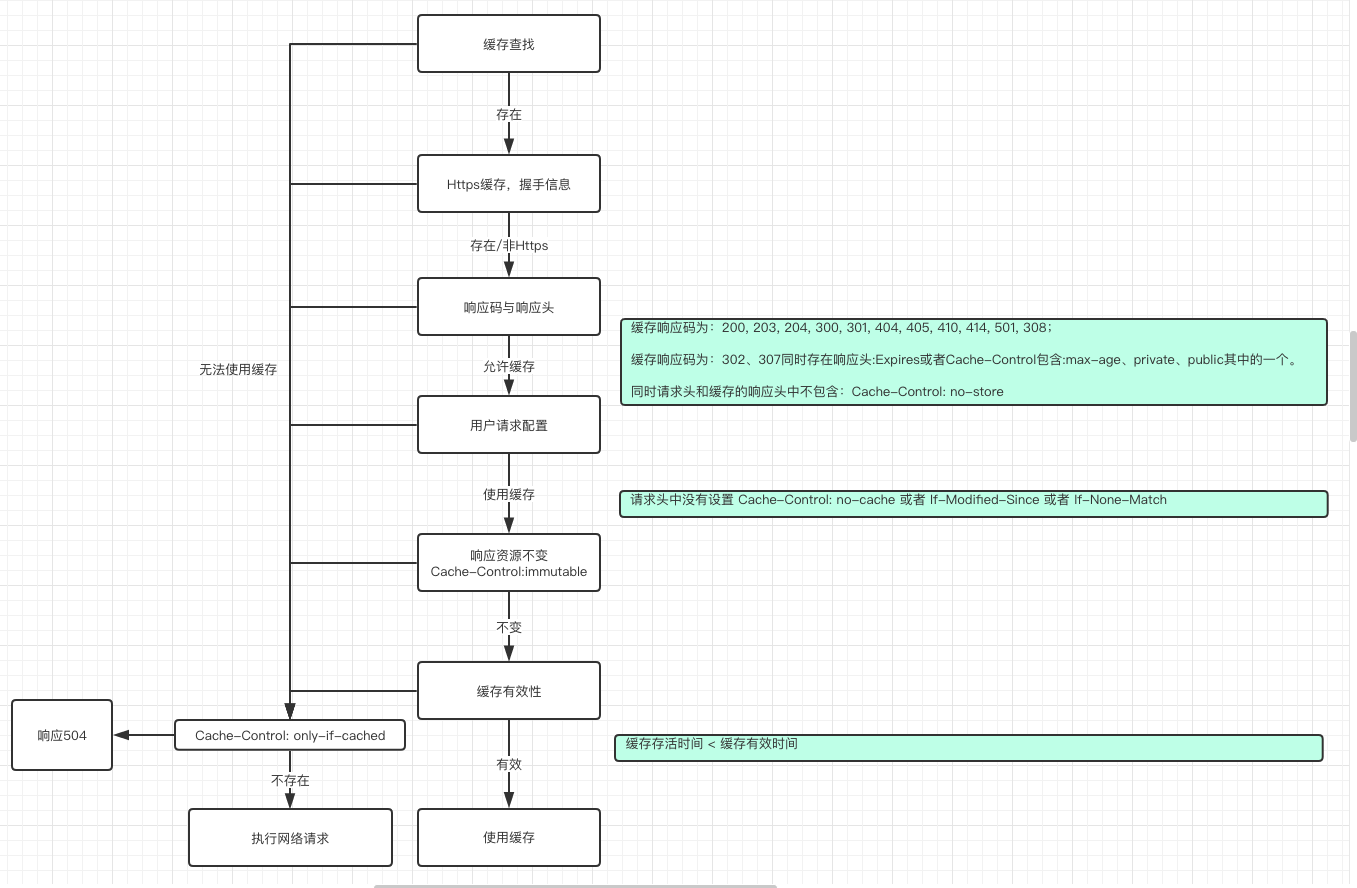 缓存查找
存在
Https缓存，握手信息
存在/非Https
响应码与响应头
缓存响应码为：200, 203, 204, 300, 301, 404, 405, 410, 414, 501, 308；
缓存响应码为：302、307同时存在响应头:Expires或者Cache-Control包含:max-age、private、public其中的一个。
同时请求头和缓存的响应头中不包含：Cache-Control: no-store
允许缓存
无法使用缓存
用户请求配置
使用缓存
请求头中没有设置 Cache-Control: no-cache 或者 If-Modified-Since 或者 If-None-Match
响应资源不变
Cache-Control:immutable
不变
缓存有效性
响应504
Cache-Control: only-if-cached
缓存存活时间 < 缓存有效时间
有效
不存在
执行网络请求
使用缓存